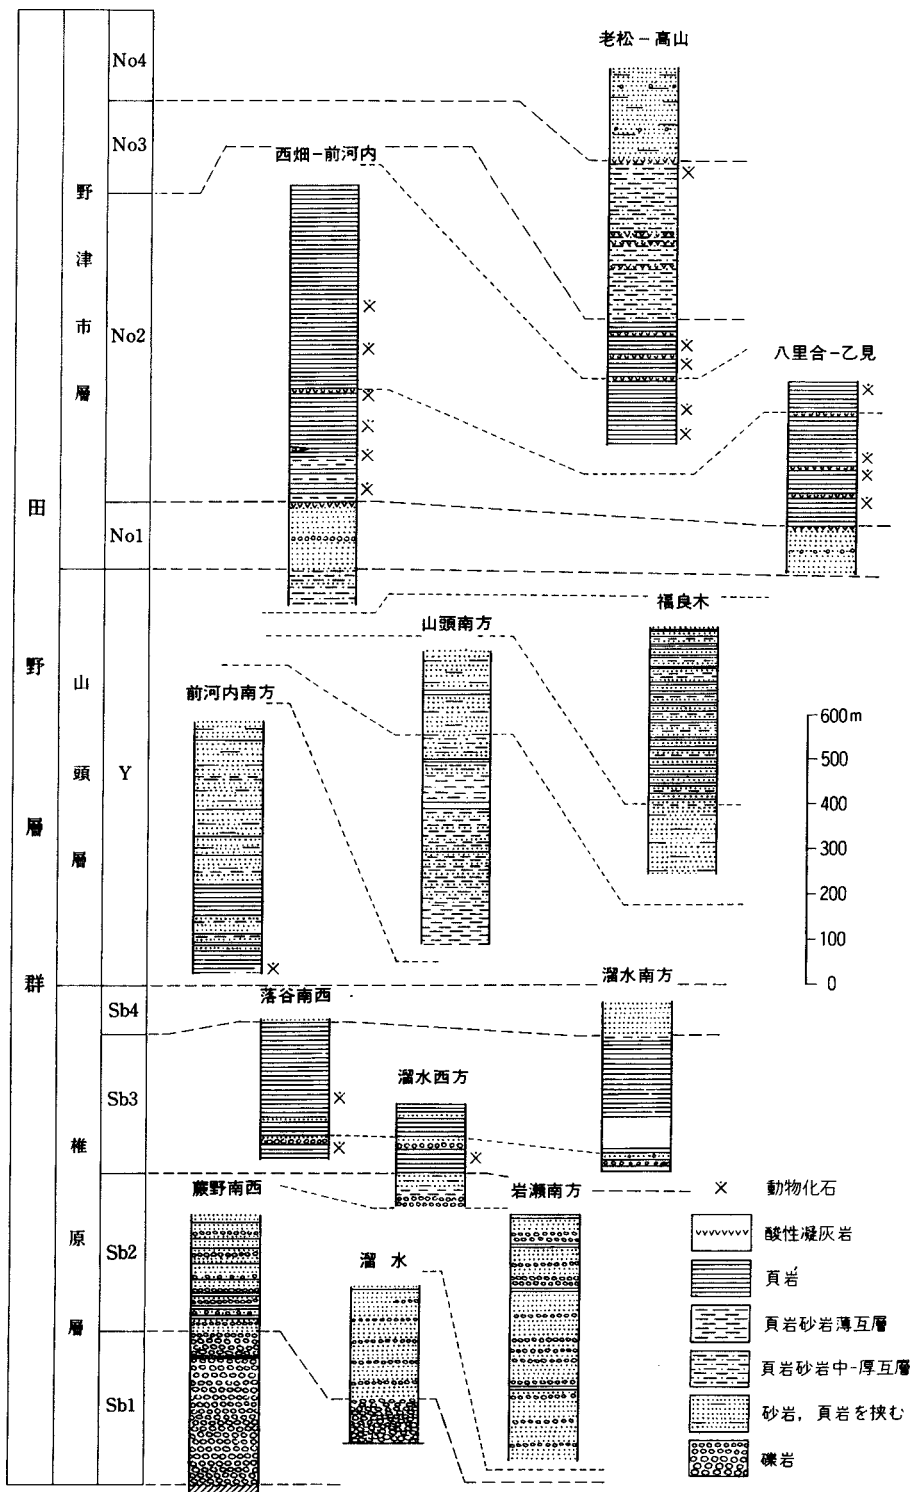 田野層群
野津市層
山頭層
椎原層
No4
No3
No2
No1
Y
Sb4
Sb3
Sb2
Sb1
老松－高山
西畑－前河内
八里合－乙見
福良木
山頭南方
前河内南方
落谷南西
溜水南方
溜水西方
蕨野南西
岩瀬南方
溜水
600m
500
400
300
200
100
0
動物化石
酸性凝灰岩
頁岩
頁岩砂岩薄互層
頁岩砂岩中－厚互層
砂岩，頁岩を挟む
礫岩